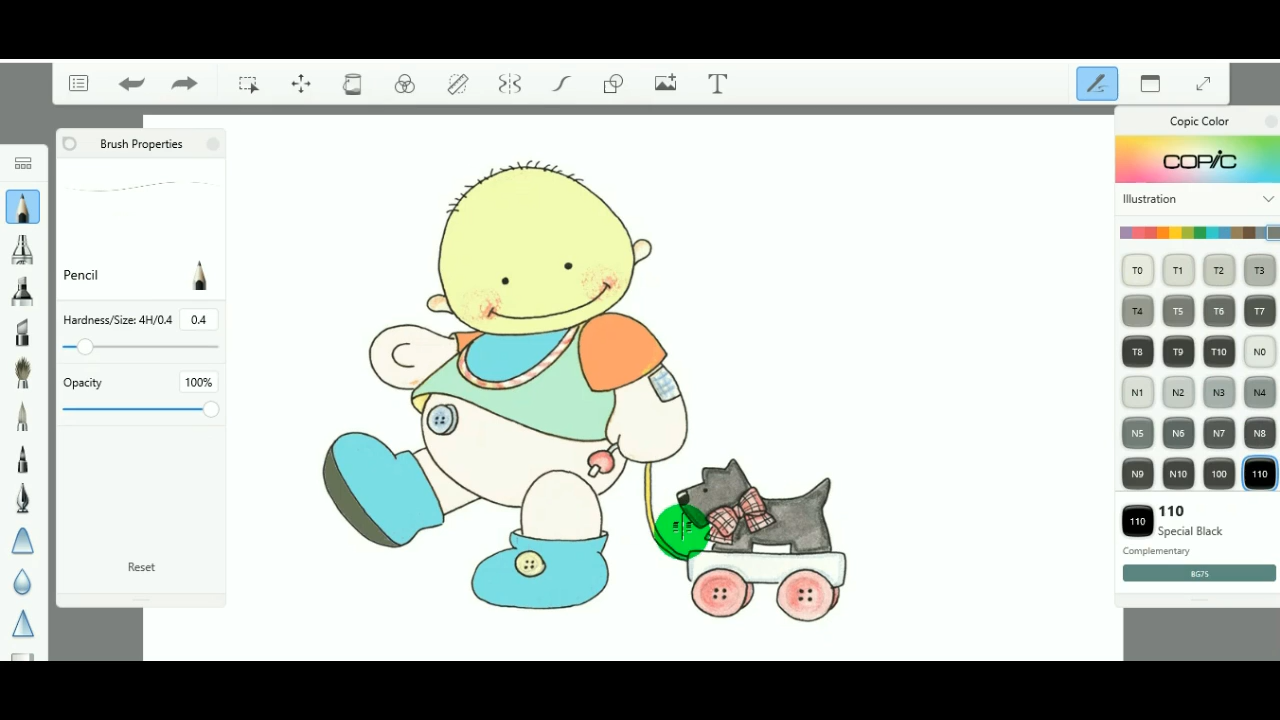 T
Brush Properties
Pencil
Hardness/Size: 4H/0.4 0.4
Opacity 100%
Reset
Copic Color
COPIC
Illustration
T0 T1 T2 T3
T4 T5 T6 T7
T8 T9 T10 N0
N1 N2 N3 N4
N5 N6 N7 N8
N9 N10 100 110
110 110
Special Black
Complementary
BG75